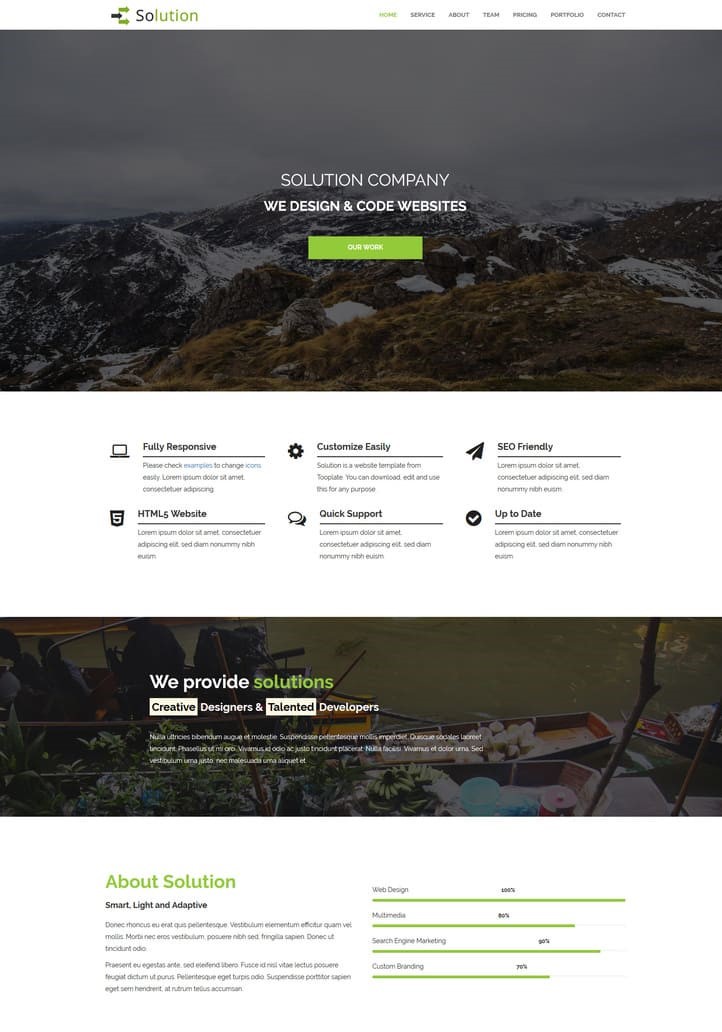 Solution
HOME SERVICE ABOUT TEAM PRICING PORTFOLIO CONTACT
SOLUTION COMPANY
WE DESIGN & CODE WEBSITES
OUR WORK
Fully Responsive
Please check examples to change icons
easily. Lorem ipsum dolor sit amet,
consectetuer adipiscing.
Customize Easily
Solution is a website template from
Tooplate. You can download, edit and use
this for any purpose.
SEO Friendly
Lorem ipsum dolor sit amet,
consectetuer adipiscing elit, sed diam
nonummy nibh euism.
HTML5 Website
Lorem ipsum dolor sit amet, consectetuer
adipiscing elit, sed diam nonummy nibh
euism.
Quick Support
Lorem ipsum dolor sit amet,
consectetuer adipiscing elit, sed diam
nonummy nibh euism.
Up to Date
Lorem ipsum dolor sit amet, consectetuer
adipiscing elit, sed diam nonummy nibh
euism.
We provide solutions
Creative Designers & Talented Developers
Nulla ultricies bibendum augue et molestie. Suspendisse pellentesque mollis imperdiet. Quisque sodales laoreet
tincidunt. Phasellus ut mi orci. Vivamus id odio ac justo tincidunt placerat. Nulla facilisi. Vivamus et dolor urna. Sed
vestibulum urna justo, nec malesuada urna aliquet et.
About Solution
Smart, Light and Adaptive
Donec rhoncus eu erat quis pellentesque. Vestibulum elementum efficitur quam vel
mollis. Morbi nec eros vestibulum, posuere nibh sed, fringilla sapien. Donec ut
tincidunt odio.
Praesent eu egestas ante, sed eleifend libero. Fusce id nisl vitae lectus posuere
feugiat dictum ut purus. Pellentesque eget turpis odio. Suspendisse porttitor sapien
eget sem hendrerit, at rutrum tellus accumsan.
Web Design 100%
Multimedia 80%
Search Engine Marketing 90%
Custom Branding 70%